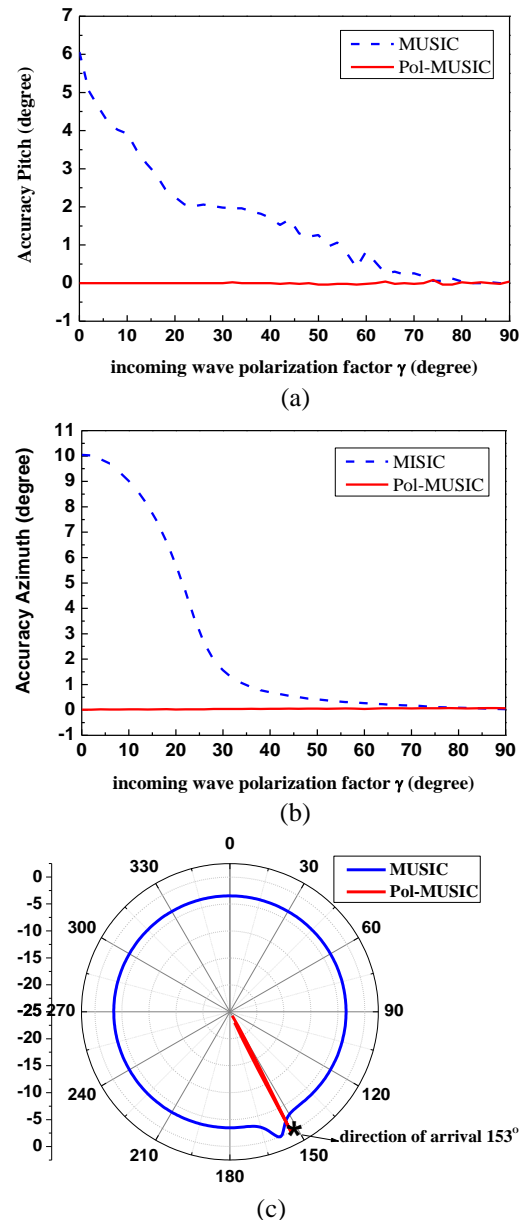 7
6
5
4
3
2
1
0
-1
Accuracy Pitch (degree)
MUSIC
Pol-MUSIC
0 10 20 30 40 50 60 70 80 90
incoming wave polarization factor γ (degree)
(a)
11
10
9
8
7
6
5
4
3
2
1
0
-1
Accuracy Azimuth (degree)
MISIC
Pol-MUSIC
0 10 20 30 40 50 60 70 80 90
incoming wave polarization factor γ (degree)
(b)
0
330 30
300 60
270 90
240 120
210 150
180
0
-5
-10
-15
-20
-25
-20
-15
-10
-5
0
MUSIC
Pol-MUSIC
*
direction of arrival 153°
(c)